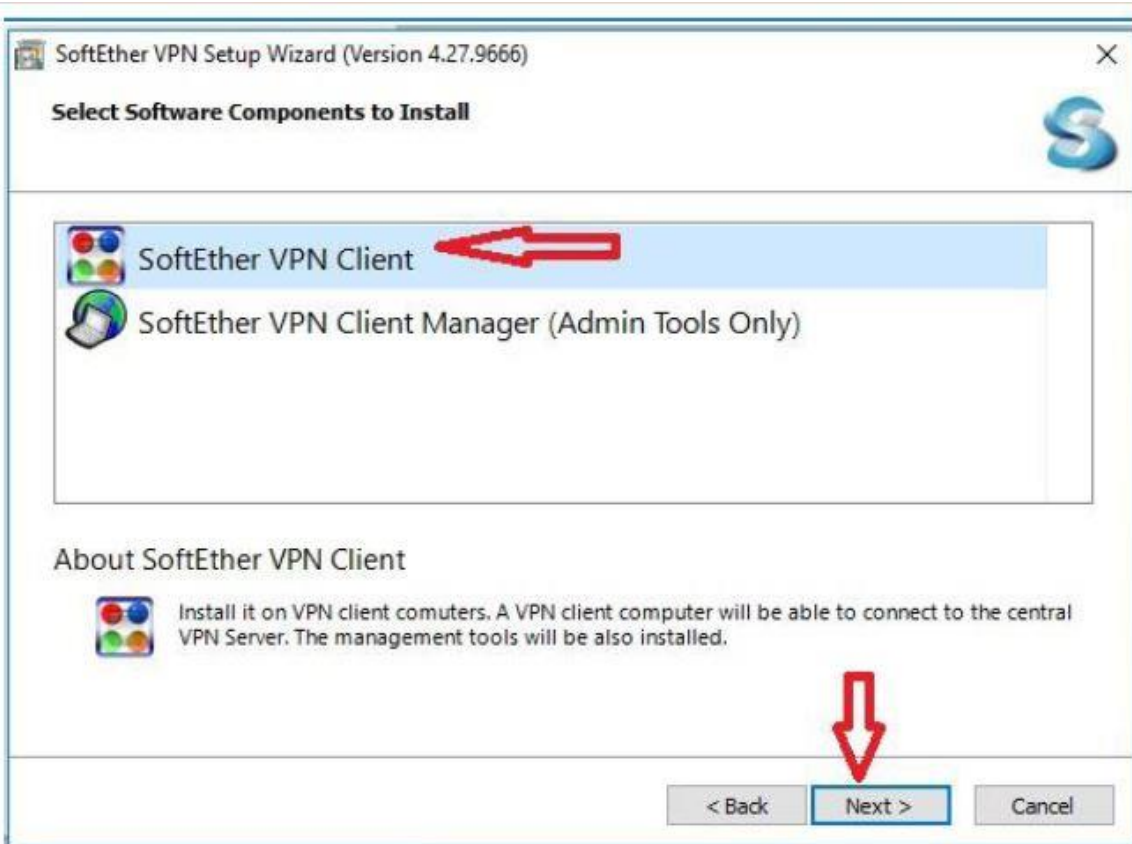 SoftEther VPN Setup Wizard (Version 4.27.9666)
Select Software Components to Install
SoftEther VPN Client
SoftEther VPN Client Manager (Admin Tools Only)
About SoftEther VPN Client
Install it on VPN client comuters. A VPN client computer will be able to connect to the central
VPN Server. The management tools will be also installed.
< Back Next > Cancel